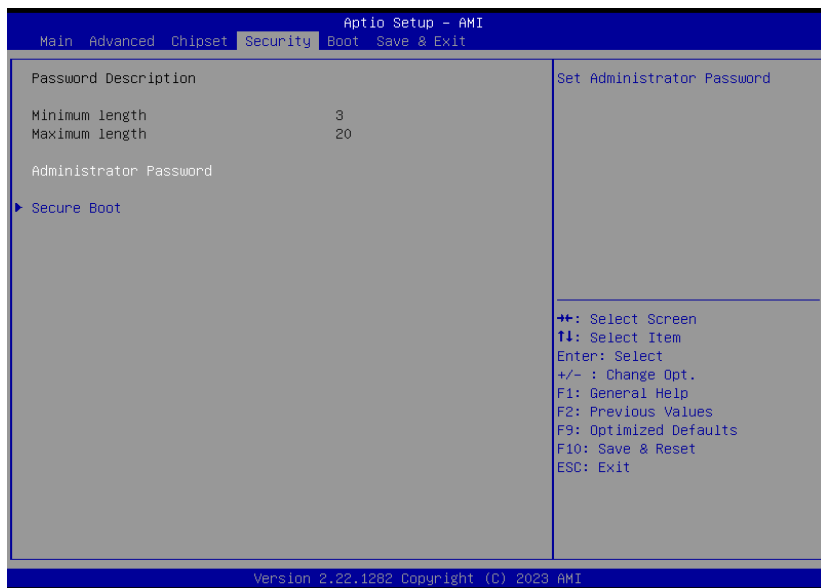 Aptio Setup - AMI
Main Advanced Chipset Security Boot Save & Exit
Password Description
Minimum length 3
Maximum length 20
Administrator Password
Secure Boot
Set Administrator Password
→←: Select Screen
↑↓: Select Item
Enter: Select
+/- : Change Opt.
F1: General Help
F2: Previous Values
F9: Optimized Defaults
F10: Save & Reset
ESC: Exit
Version 2.22.1282 Copyright (C) 2023 AMI